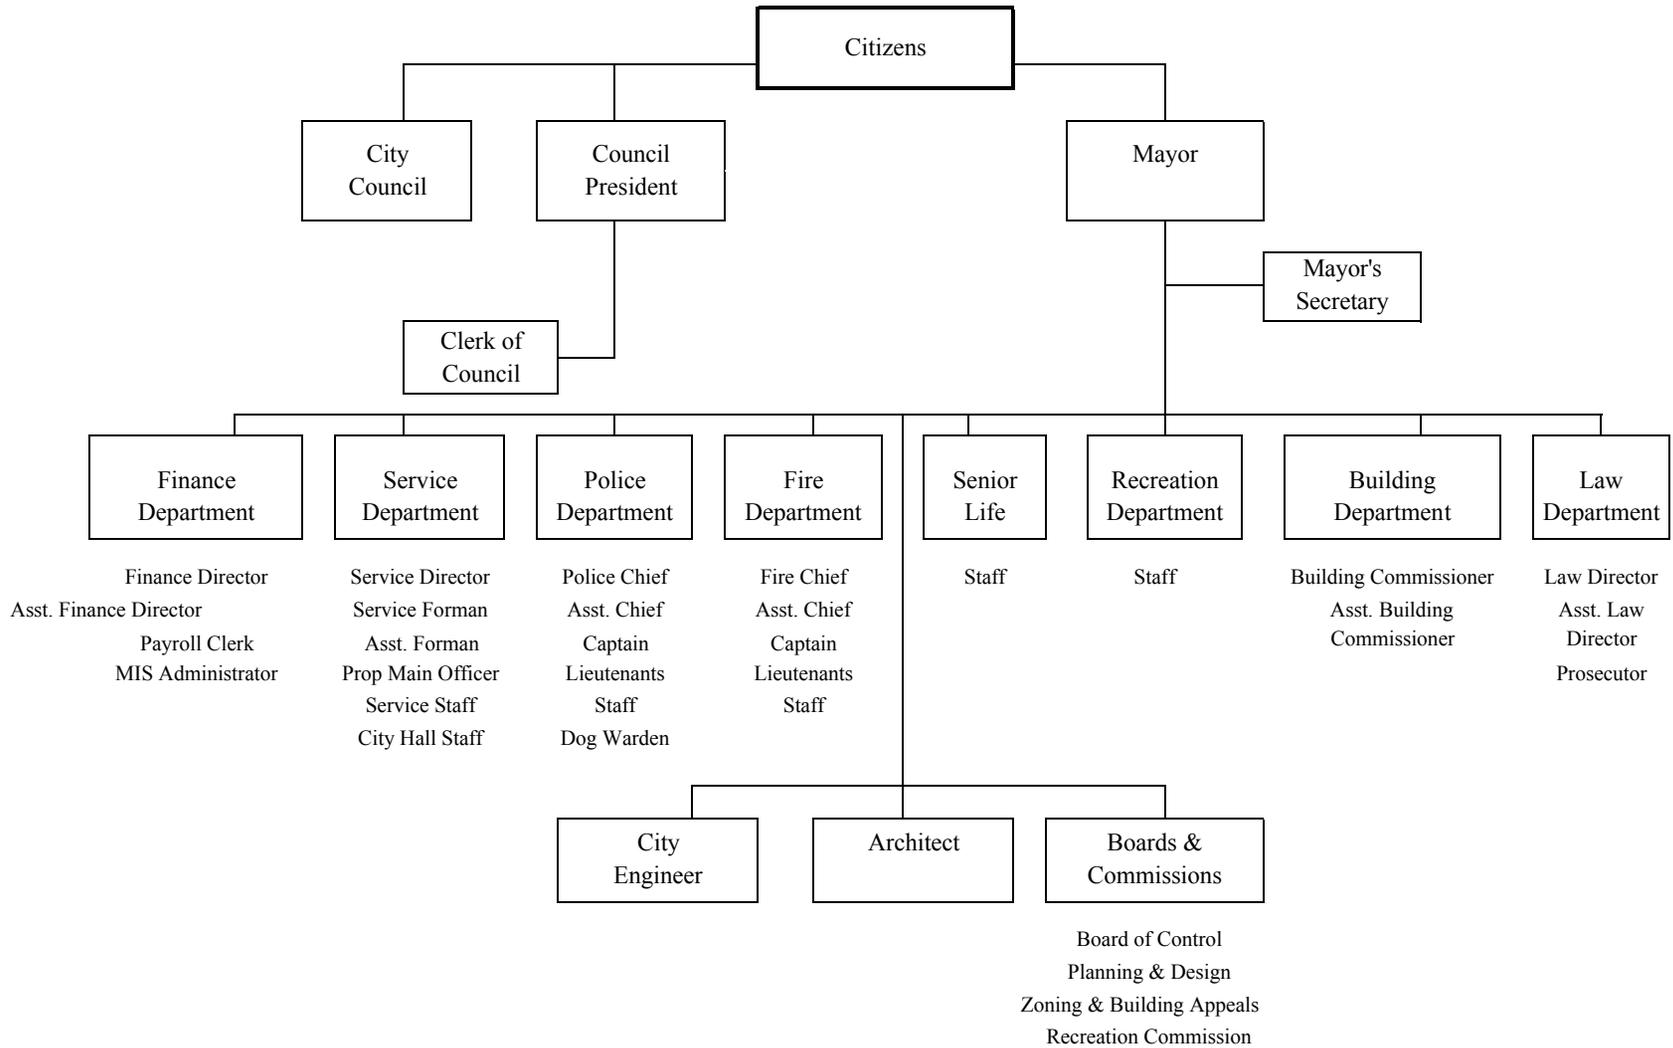 Citizens
City
Council
Council
President
Mayor
Mayor's
Secretary
Clerk of
Council
Finance
Department
Service
Department
Police
Department
Fire
Department
Senior
Life
Recreation
Department
Building
Department
Law
Department
Finance Director
Asst. Finance Director
Payroll Clerk
MIS Administrator
Service Director
Service Forman
Asst. Forman
Prop Main Officer
Service Staff
City Hall Staff
Police Chief
Asst. Chief
Captain
Lieutenants
Staff
Dog Warden
Fire Chief
Asst. Chief
Captain
Lieutenants
Staff
Staff
Staff
Building Commissioner
Asst. Building
Commissioner
Law Director
Asst. Law
Director
Prosecutor
City
Engineer
Architect
Boards &
Commissions
Board of Control
Planning & Design
Zoning & Building Appeals
Recreation Commission